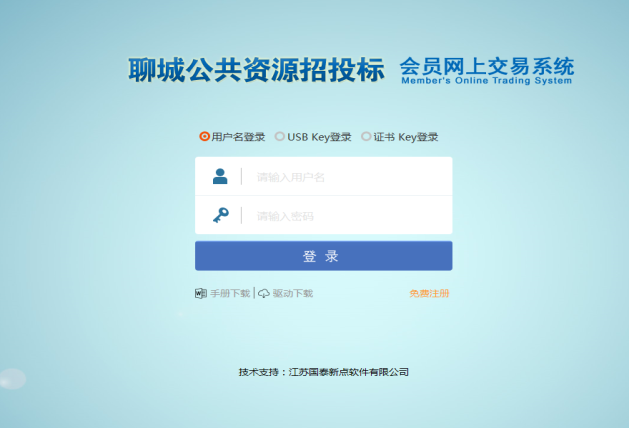 聊城公共资源招投标 会员网上交易系统
Member's Online Trading System
用户名登录 USB Key登录 证书 Key登录
请输入用户名
请输入密码
登 录
手册下载 驱动下载 免费注册
技术支持：江苏国泰新点软件有限公司